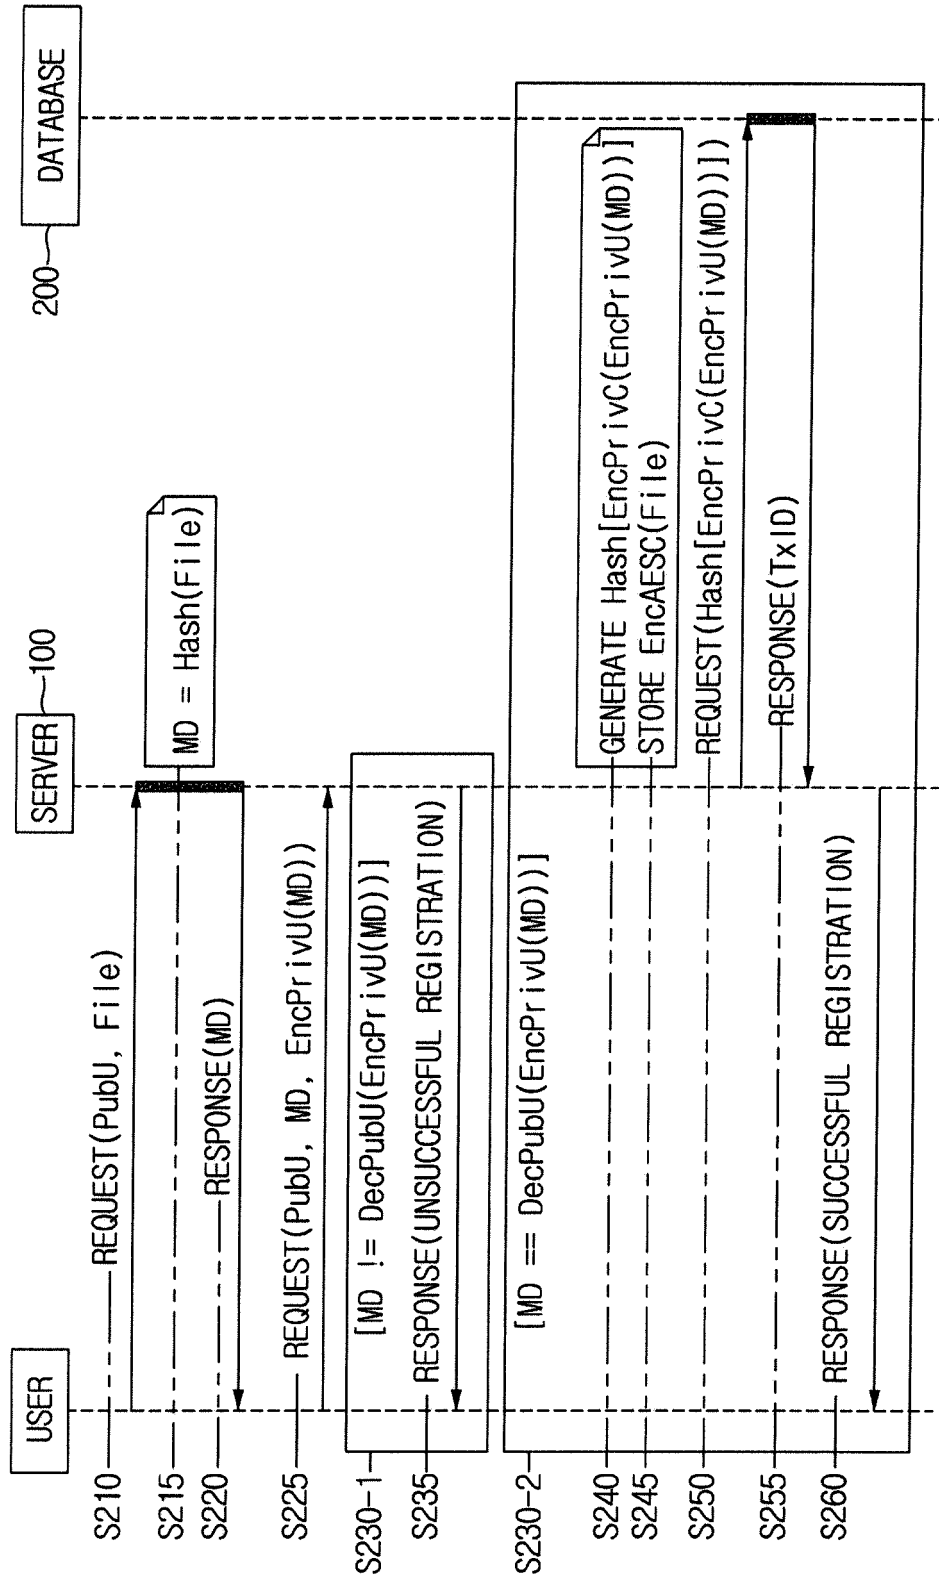 USER
SERVER
100
DATABASE
200
S210
REQUEST(PubU, File)
S215
MD = Hash(File)
S220
RESPONSE(MD)
S225
REQUEST(PubU, MD, EncPrivU(MD))
S230-1
[MD != DecPubU(EncPrivU(MD))]
S235
RESPONSE(UNSUCCESSFUL REGISTRATION)
S230-2
[MD == DecPubU(EncPrivU(MD))]
S240
GENERATE Hash[EncPrivC(EncPrivU(MD))]
S245
STORE EncAESC(File)
S250
REQUEST(Hash[EncPrivC(EncPrivU(MD))])
S255
RESPONSE(TxID)
S260
RESPONSE(SUCCESSFUL REGISTRATION)